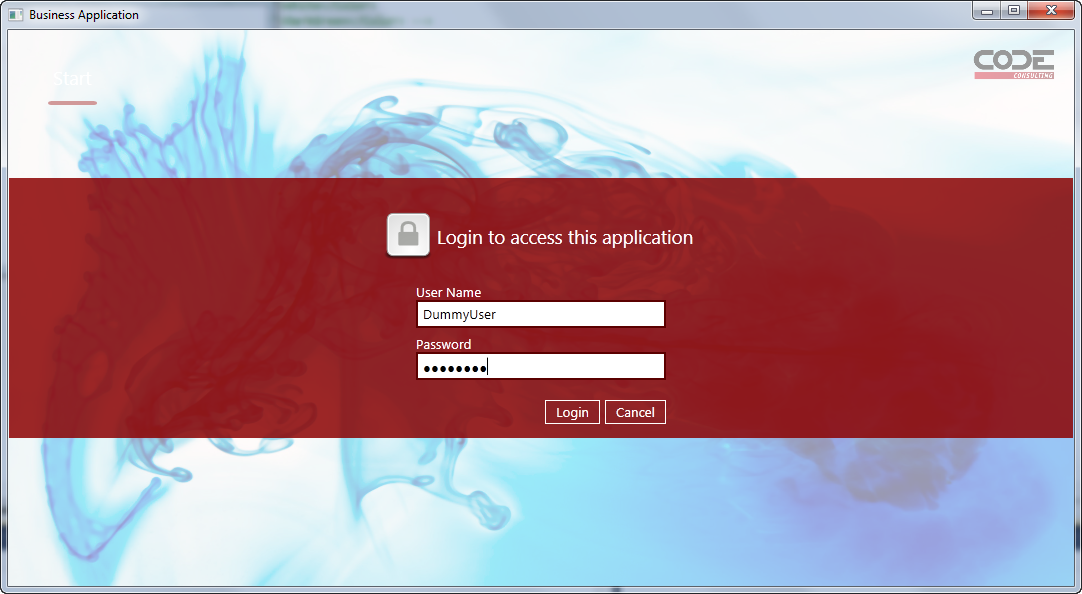 Business Application
Start
CODE
CONSULTING
Login to access this application
User Name
DummyUser
Password
●●●●●●●●
Login Cancel